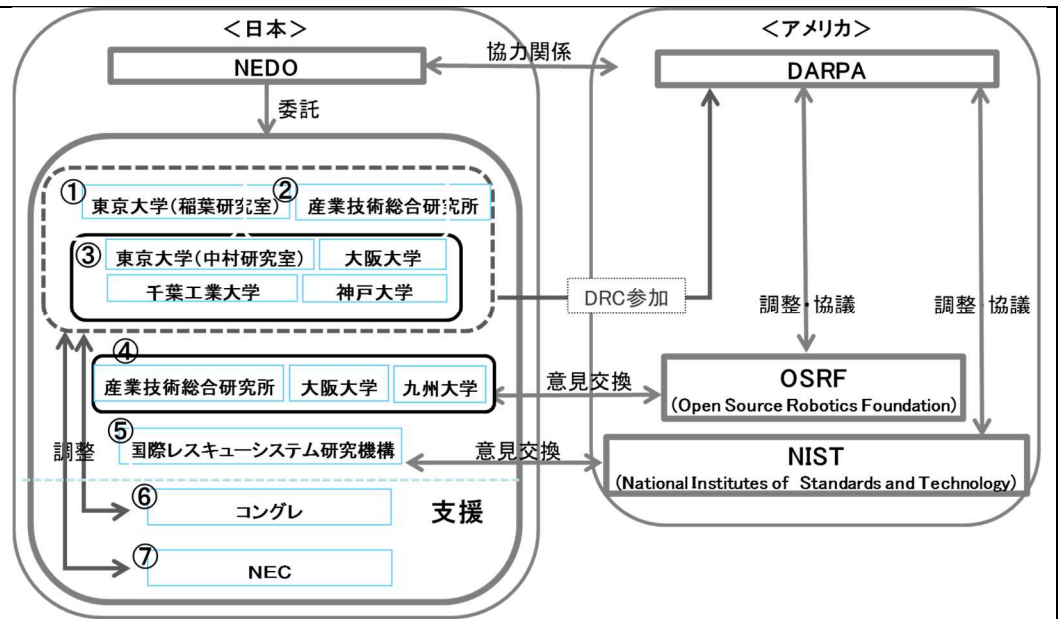 ＜日本＞
＜アメリカ＞
NEDO
協力関係
DARPA
委託
①
東京大学(稲葉研究室)
②
産業技術総合研究所
③
東京大学(中村研究室)
大阪大学
千葉工業大学
神戸大学
DRC参加
調整・協議
調整・協議
④
産業技術総合研究所
大阪大学
九州大学
意見交換
OSRF
(Open Source Robotics Foundation)
⑤
国際レスキューシステム研究機構
調整
意見交換
NIST
(National Institutes of Standards and Technology)
⑥
コングレ
支援
⑦
NEC